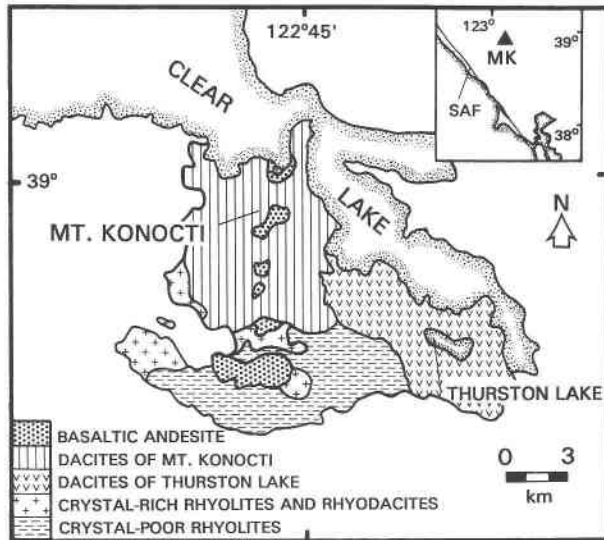 122°45'
123°
39°
MK
SAF
38°
CLEAR
LAKE
39°
MT. KONOCTI
N
THURSTON LAKE
BASALTIC ANDESITE
DACITES OF MT. KONOCTI
DACITES OF THURSTON LAKE
CRYSTAL-RICH RHYOLITES AND RHYODACITES
CRYSTAL-POOR RHYOLITES
0 3
km